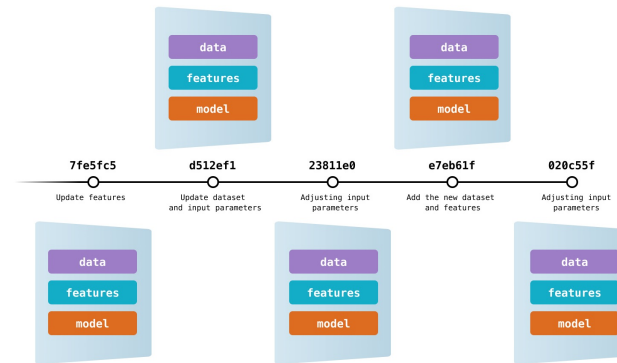 data
data
features
features
model
model
7fe5fc5
d512ef1
23811e0
e7eb61f
020c55f
Update features
Update dataset
and input parameters
Adjusting input
parameters
Add the new dataset
and features
Adjusting input
parameters
data
data
data
features
features
features
model
model
model